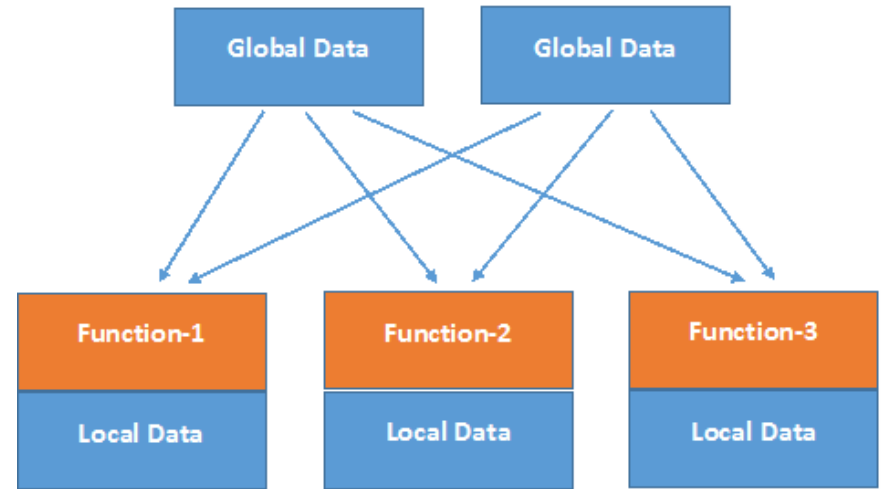 Global Data
Global Data
Function-1
Function-2
Function-3
Local Data
Local Data
Local Data